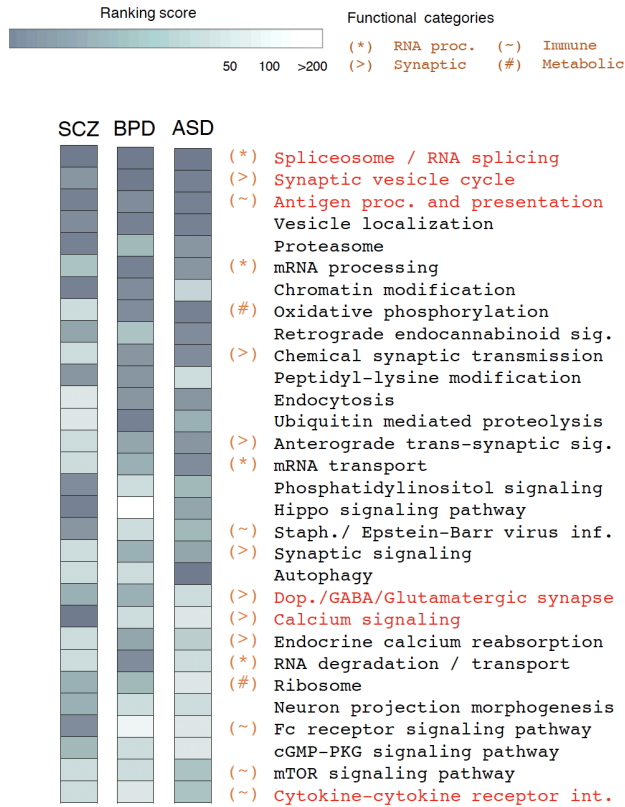 Ranking score
Functional categories
50 100 >200
(*) RNA proc. (~) Immune
(>) Synaptic (#) Metabolic
SCZ BPD ASD
(*) Spliceosome / RNA splicing
(>) Synaptic vesicle cycle
(~) Antigen proc. and presentation
Vesicle localization
Proteasome
(*) mRNA processing
Chromatin modification
(#) Oxidative phosphorylation
Retrograde endocannabinoid sig.
(>) Chemical synaptic transmission
Peptidyl-lysine modification
Endocytosis
Ubiquitin mediated proteolysis
(>) Anterograde trans-synaptic sig.
(*) mRNA transport
Phosphatidylinositol signaling
Hippo signaling pathway
(~) Staph./ Epstein-Barr virus inf.
(>) Synaptic signaling
Autophagy
(>) Dop./GABA/Glutamatergic synapse
(>) Calcium signaling
(>) Endocrine calcium reabsorption
(*) RNA degradation / transport
(#) Ribosome
Neuron projection morphogenesis
(~) Fc receptor signaling pathway
cGMP-PKG signaling pathway
(~) mTOR signaling pathway
(~) Cytokine-cytokine receptor int.